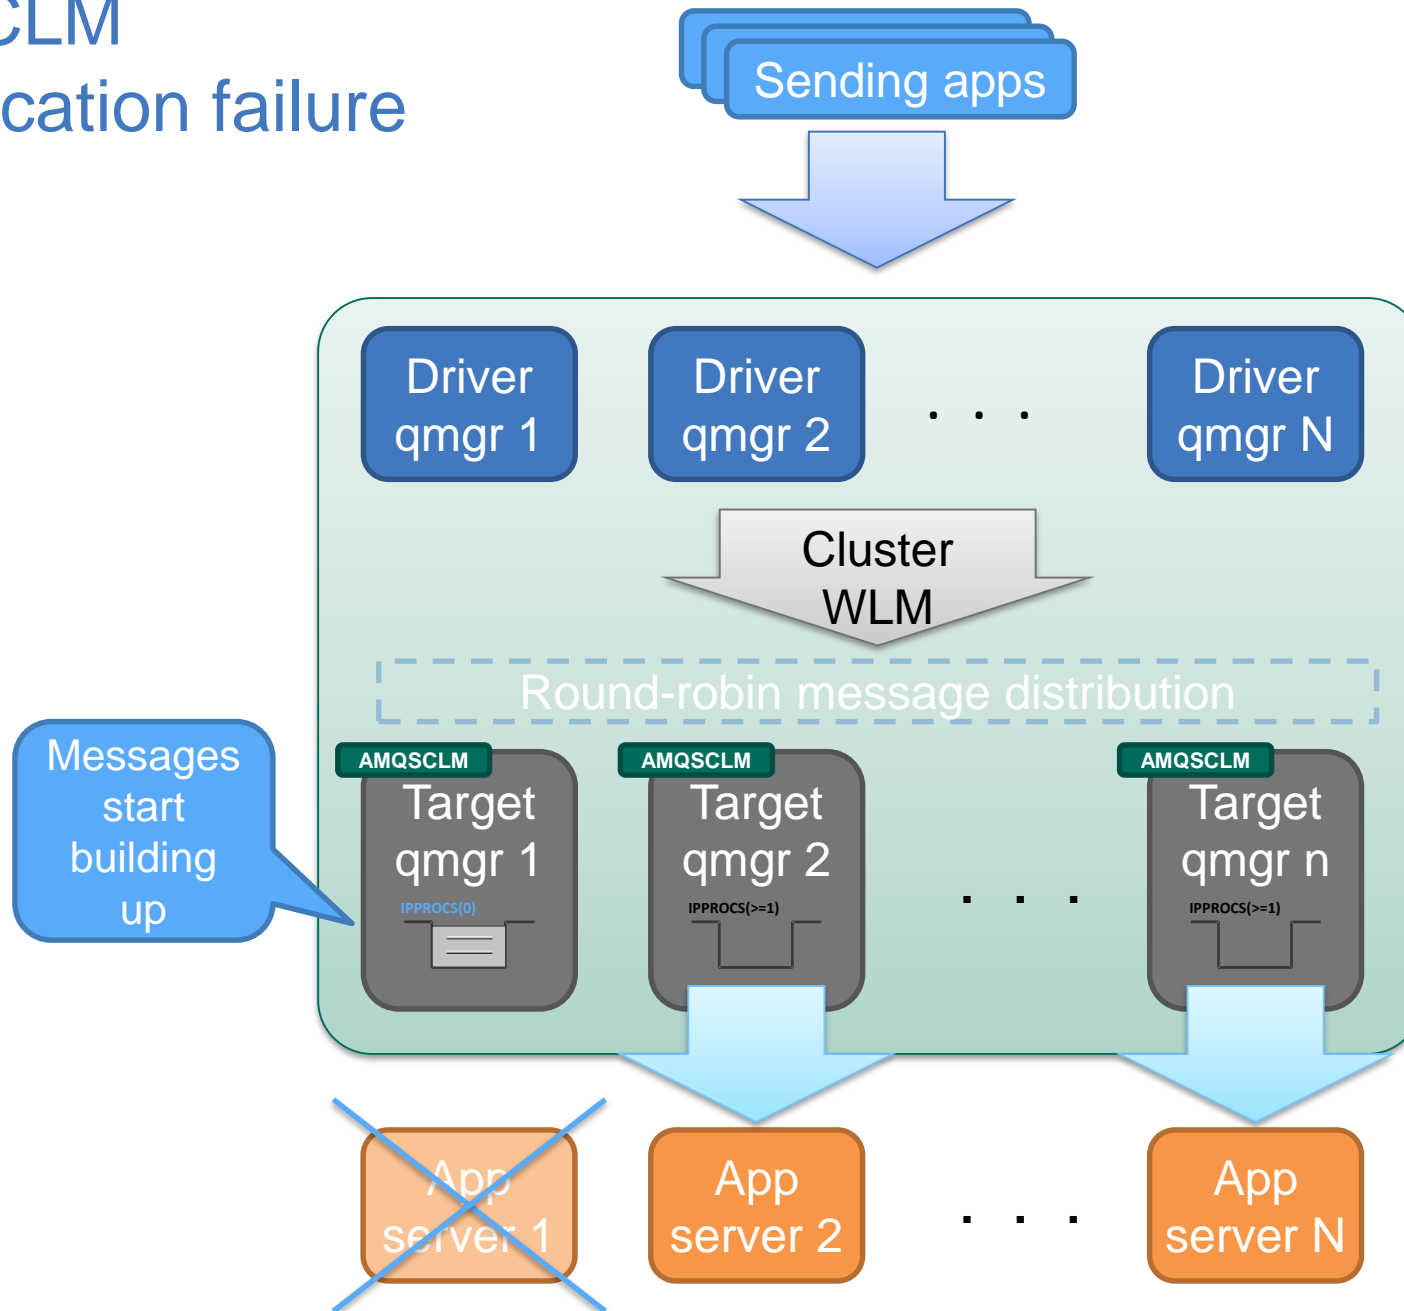 CLM
cation failure
Sending apps
Driver
qmgr 1
Driver
qmgr 2
. . .
Driver
qmgr N
Cluster
WLM
Round-robin message distribution
Messages
start
building
up
AMQSCLM
Target
qmgr 1
IPPROCS(0)
AMQSCLM
Target
qmgr 2
IPPROCS(>=1)
. . .
AMQSCLM
Target
qmgr n
IPPROCS(>=1)
App
server 1
App
server 2
. . .
App
server N